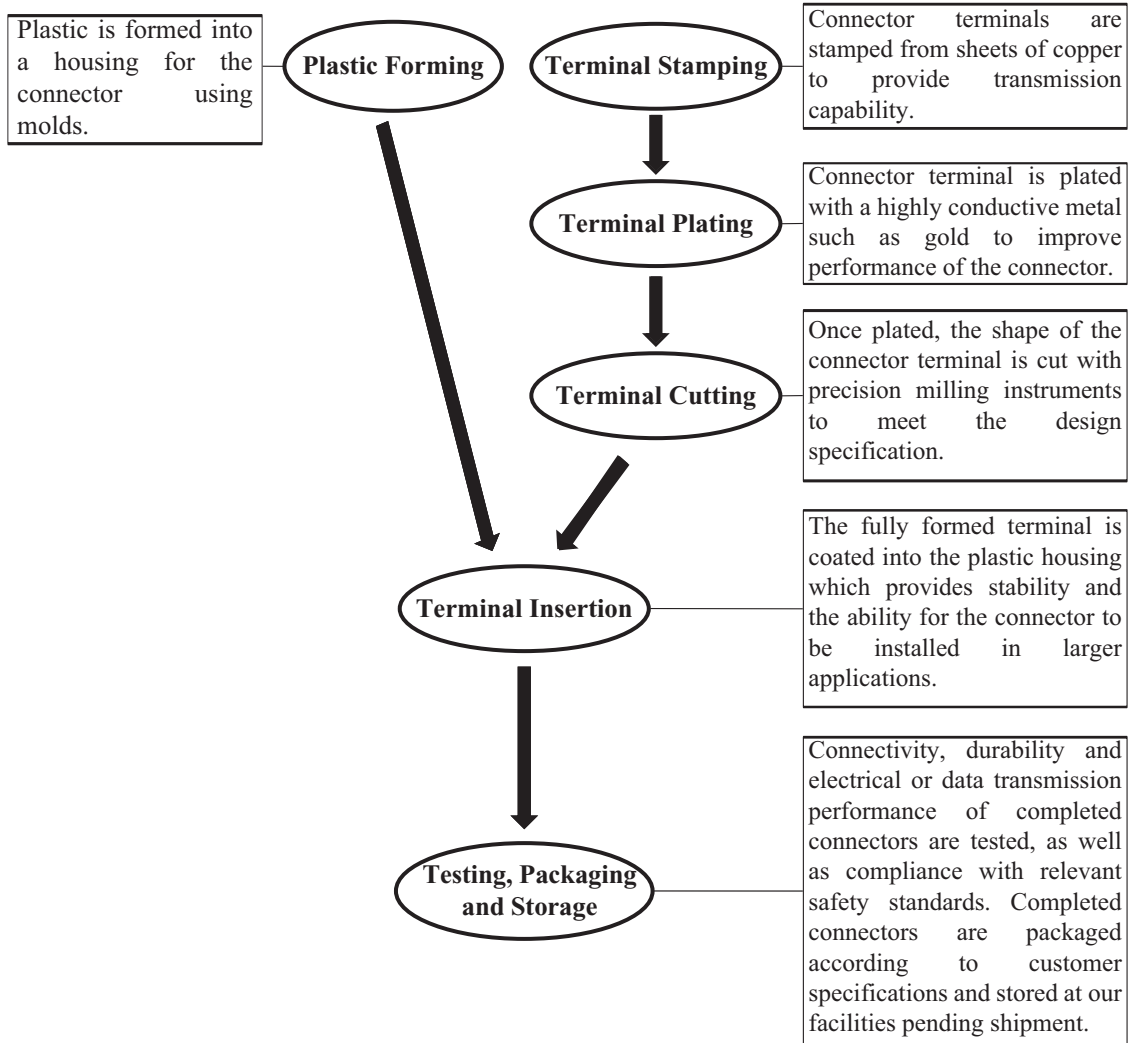 Plastic is formed into
a housing for the
connector using
molds.
Plastic Forming
Terminal Stamping
Connector terminals are
stamped from sheets of copper
to provide transmission
capability.
Terminal Plating
Connector terminal is plated
with a highly conductive metal
such as gold to improve
performance of the connector.
Terminal Cutting
Once plated, the shape of the
connector terminal is cut with
precision milling instruments
to meet the design
specification.
Terminal Insertion
The fully formed terminal is
coated into the plastic housing
which provides stability and
the ability for the connector to
be installed in larger
applications.
Testing, Packaging
and Storage
Connectivity, durability and
electrical or data transmission
performance of completed
connectors are tested, as well
as compliance with relevant
safety standards. Completed
connectors are packaged
according to customer
specifications and stored at our
facilities pending shipment.